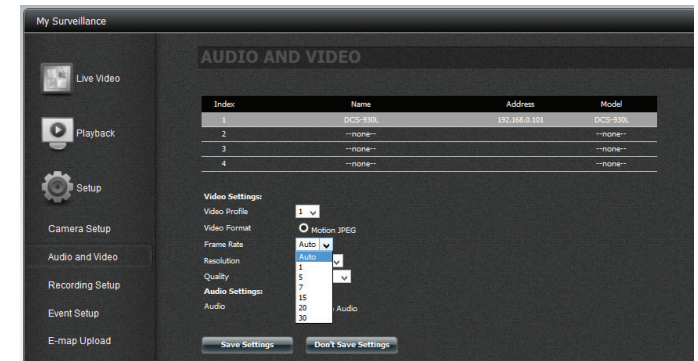 My Surveillance
AUDIO AND VIDEO
Live Video
Playback
Setup
Camera Setup
Audio and Video
Recording Setup
Event Setup
E-map Upload
Index Name Address Model
1 DCS-930L 192.168.0.101 DCS-930L
2 --none-- --none--
3 --none-- --none--
4 --none-- --none--
Video Settings:
Video Profile 1
Video Format Motion JPEG
Frame Rate Auto
Auto
1
5
7
15
20
30
Resolution
Quality
Audio Settings:
Audio Audio
Save Settings Don't Save Settings